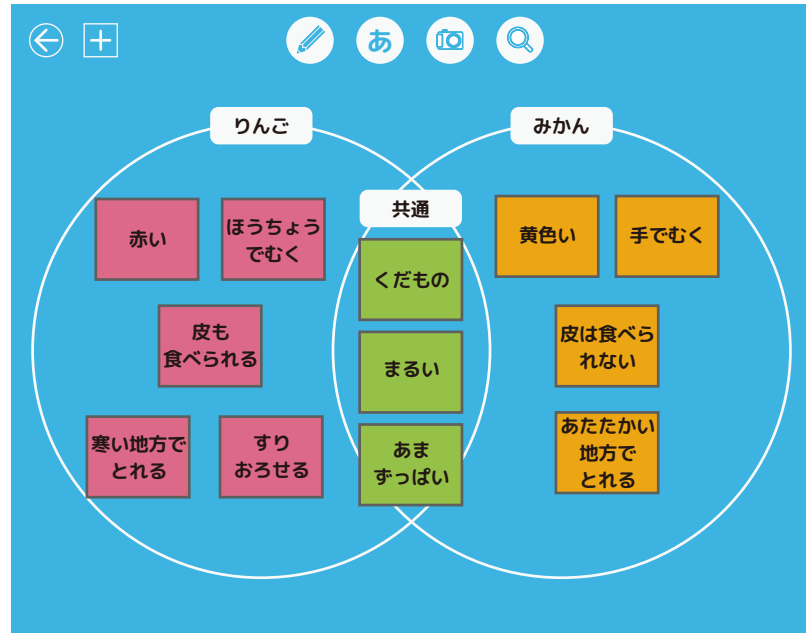 あ
りんご
みかん
共通
赤い
ほうちょう
でむく
皮も
食べられる
寒い地方で
とれる
すり
おろせる
くだもの
まるい
あま
ずっぱい
黄色い
手でむく
皮は食べら
れない
あたたかい
地方で
とれる